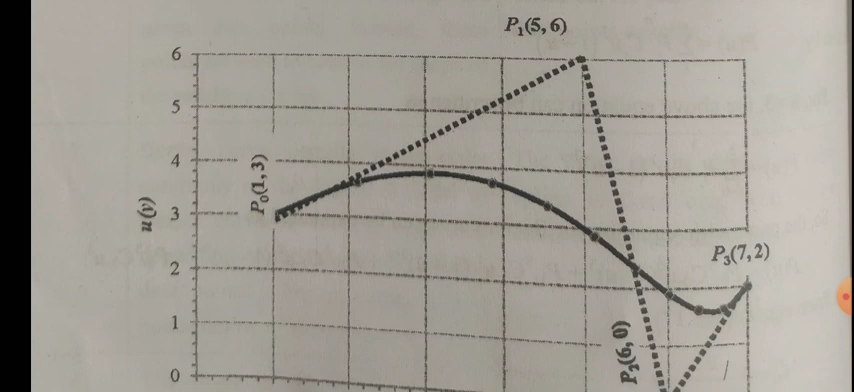 P₁(5, 6)
6
5
4
3
2
1
0
u(v)
P₀(1, 3)
P₃(7, 2)
P₂(6, 0)